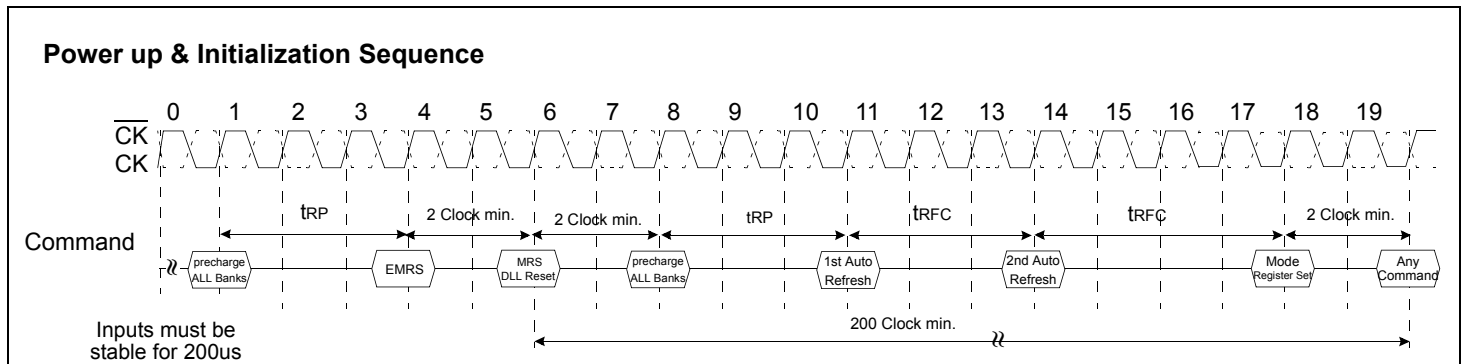 Power up & Initialization Sequence
0 1 2 3 4 5 6 7 8 9 10 11 12 13 14 15 16 17 18 19
CK
CK
tRP 2 Clock min. 2 Clock min. tRP tRFC tRFC 2 Clock min.
Command
precharge
ALL Banks
EMRS
MRS
DLL Reset
precharge
ALL Banks
1st Auto
Refresh
2nd Auto
Refresh
Mode
Register Set
Any
Command
200 Clock min.
Inputs must be
stable for 200us